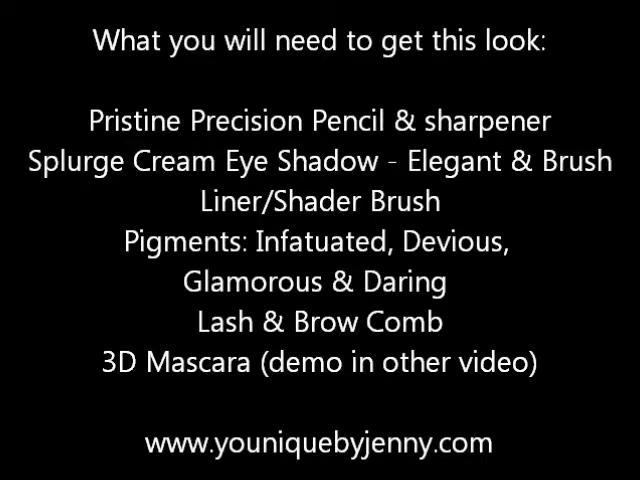 What you will need to get this look:
Pristine Precision Pencil & sharpener
Splurge Cream Eye Shadow - Elegant & Brush
Liner/Shader Brush
Pigments: Infatuated, Devious,
Glamorous & Daring
Lash & Brow Comb
3D Mascara (demo in other video)
www.youniquebyjenny.com